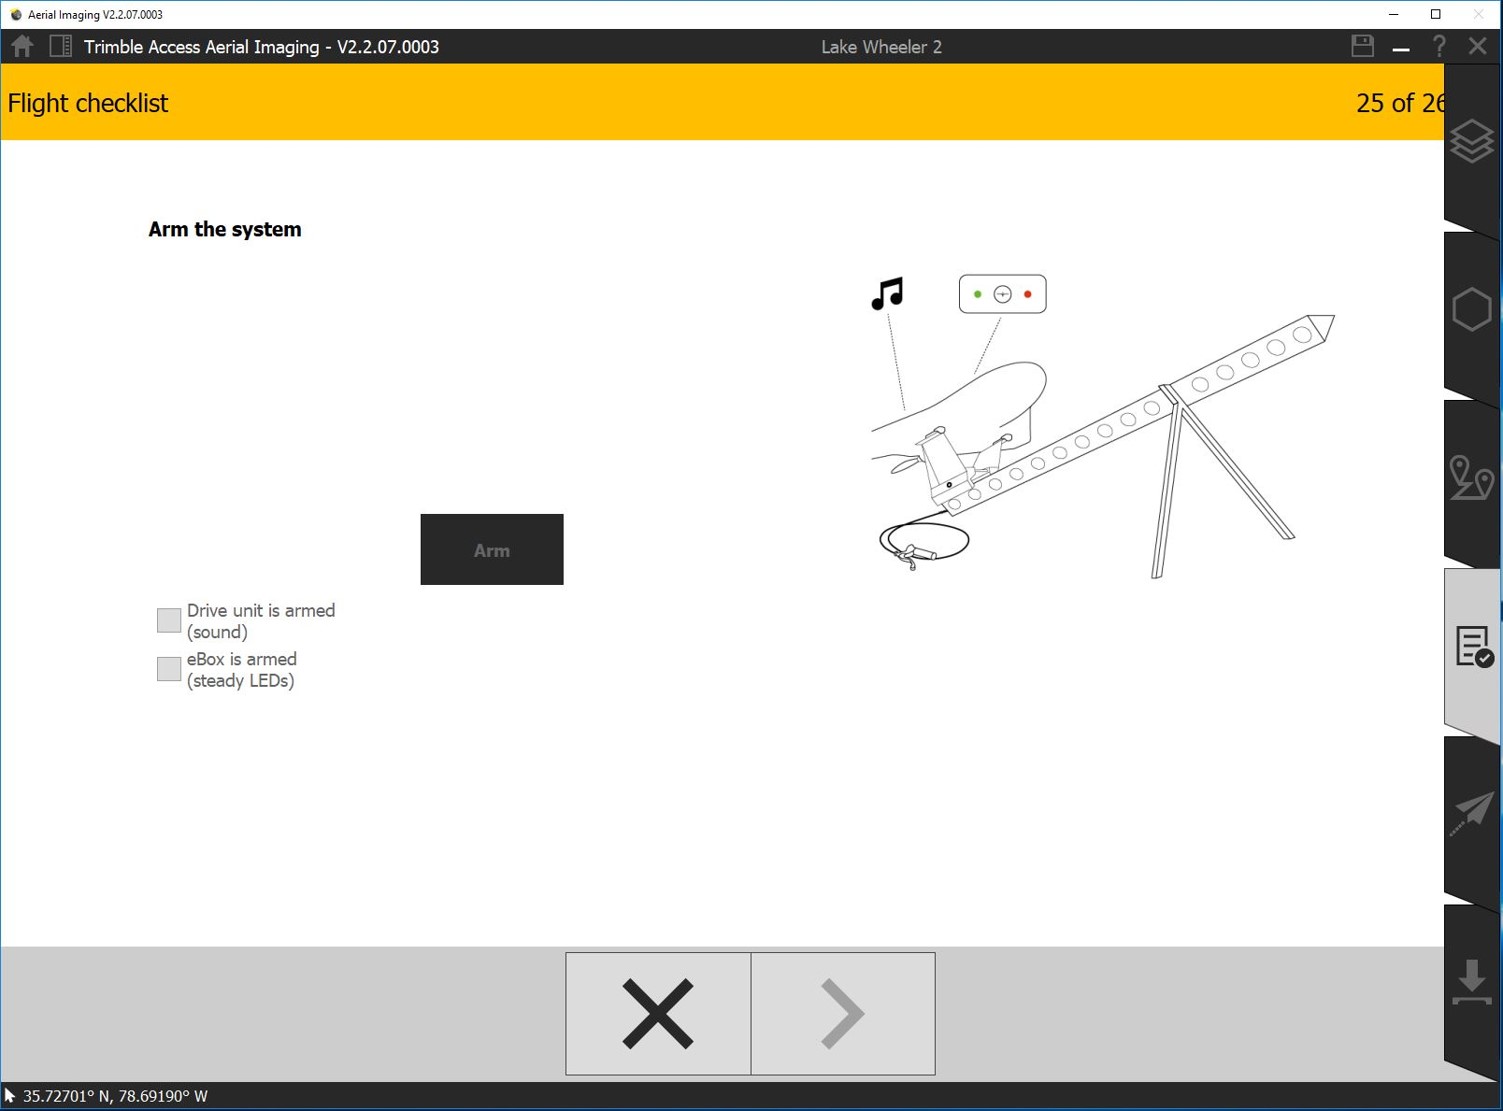 Aerial Imaging V2.2.07.0003
Trimble Access Aerial Imaging - V2.2.07.0003
Lake Wheeler 2
?
Flight checklist
25 of 26
Arm the system
Arm
Drive unit is armed
(sound)
eBox is armed
(steady LEDs)
35.72701° N, 78.69190° W